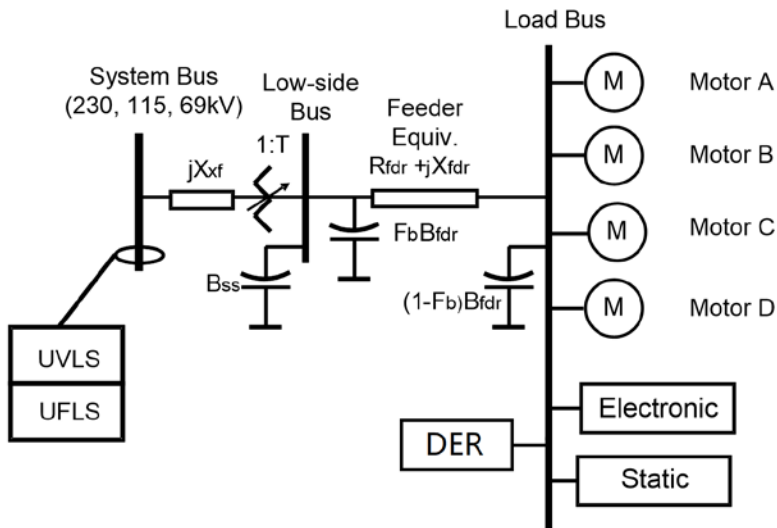 Load Bus
System Bus
(230, 115, 69kV)
Low-side
Bus
Feeder
Equiv.
Rfdr +jXfdr
jXxf
1:T
M
Motor A
M
Motor B
M
Motor C
M
Motor D
Bss
FbBfdr
(1-Fb)Bfdr
UVLS
UFLS
DER
Electronic
Static